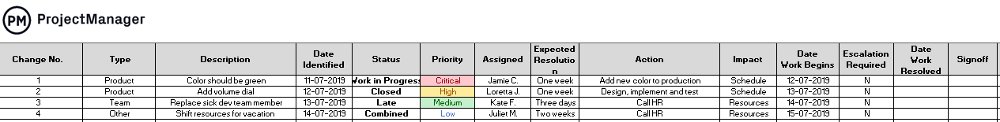 PM ProjectManager
Change No. Type Description Date Identified Status Priority Assigned Expected Resolutio n Action Impact Date Work Begins Escalation Required Date Work Resolved Signoff
1 Product Color should be green 11-07-2019 Work in Progress Critical Jamie C. One week Add new color to production Schedule 12-07-2019 N
2 Product Add volume dial 12-07-2019 Closed High Loretta J. One week Design, implement and test Schedule 13-07-2019 N
3 Team Replace sick dev team member 13-07-2019 Late Medium Kate F. Three days Call HR Resources 14-07-2019 N
4 Other Shift resources for vacation 14-07-2019 Combined Low Juliet M. Two weeks Call HR Resources 15-07-2019 N